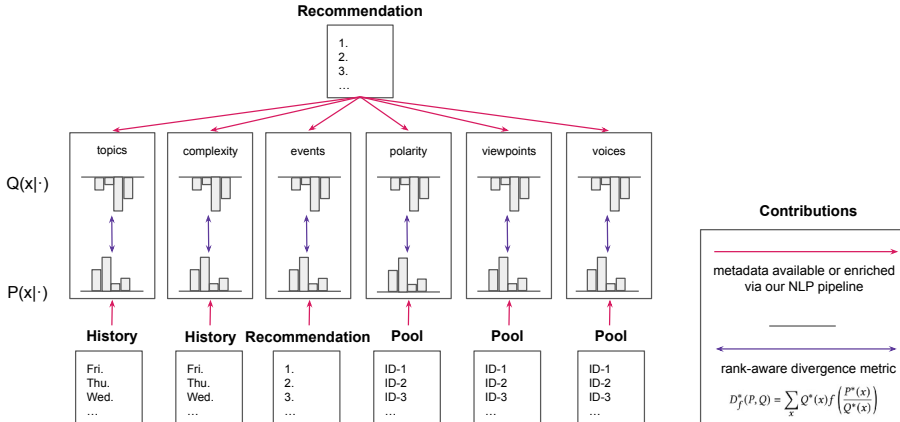 Recommendation
1.
2.
3.
...
topics complexity events polarity viewpoints voices
Q(x|·)
P(x|·)
History History Recommendation Pool Pool Pool
Fri. Fri. 1. ID-1 ID-1 ID-1
Thu. Thu. 2. ID-2 ID-2 ID-2
Wed. Wed. 3. ID-3 ID-3 ID-3
... ... ... ... ... ...
Contributions
metadata available or enriched
via our NLP pipeline
rank-aware divergence metric
D*f(P,Q) = ∑x Q*(x) f (P*(x)/Q*(x))